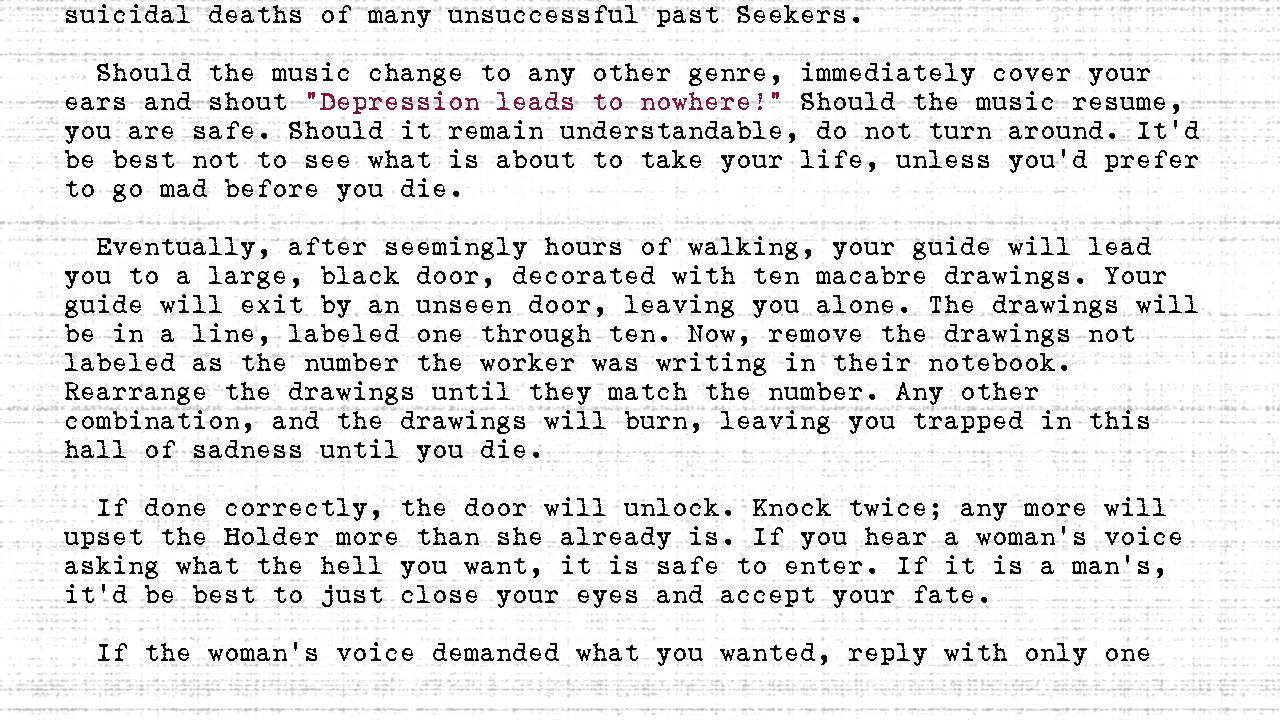 suicidal deaths of many unsuccessful past Seekers.
Should the music change to any other genre, immediately cover your
ears and shout "Depression leads to nowhere!" Should the music resume,
you are safe. Should it remain understandable, do not turn around. It'd
be best not to see what is about to take your life, unless you'd prefer
to go mad before you die.
Eventually, after seemingly hours of walking, your guide will lead
you to a large, black door, decorated with ten macabre drawings. Your
guide will exit by an unseen door, leaving you alone. The drawings will
be in a line, labeled one through ten. Now, remove the drawings not
labeled as the number the worker was writing in their notebook.
Rearrange the drawings until they match the number. Any other
combination, and the drawings will burn, leaving you trapped in this
hall of sadness until you die.
If done correctly, the door will unlock. Knock twice; any more will
upset the Holder more than she already is. If you hear a woman's voice
asking what the hell you want, it is safe to enter. If it is a man's,
it'd be best to just close your eyes and accept your fate.
If the woman's voice demanded what you wanted, reply with only one